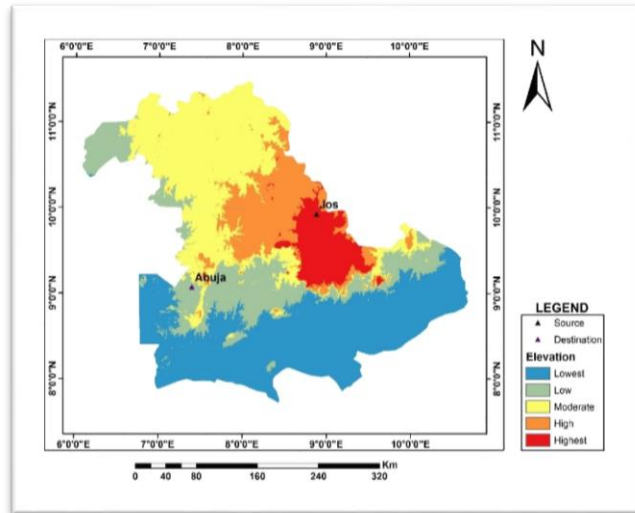 6°0'0"E 7°0'0"E 8°0'0"E 9°0'0"E 10°0'0"E
N
11°0'0"N 11°0'0"N
10°0'0"N 10°0'0"N
Jos
Abuja
9°0'0"N 9°0'0"N
8°0'0"N 8°0'0"N
LEGEND
Source
Destination
Elevation
Lowest
Low
Moderate
High
Highest
6°0'0"E 7°0'0"E 8°0'0"E 9°0'0"E 10°0'0"E
Km
0 40 80 160 240 320